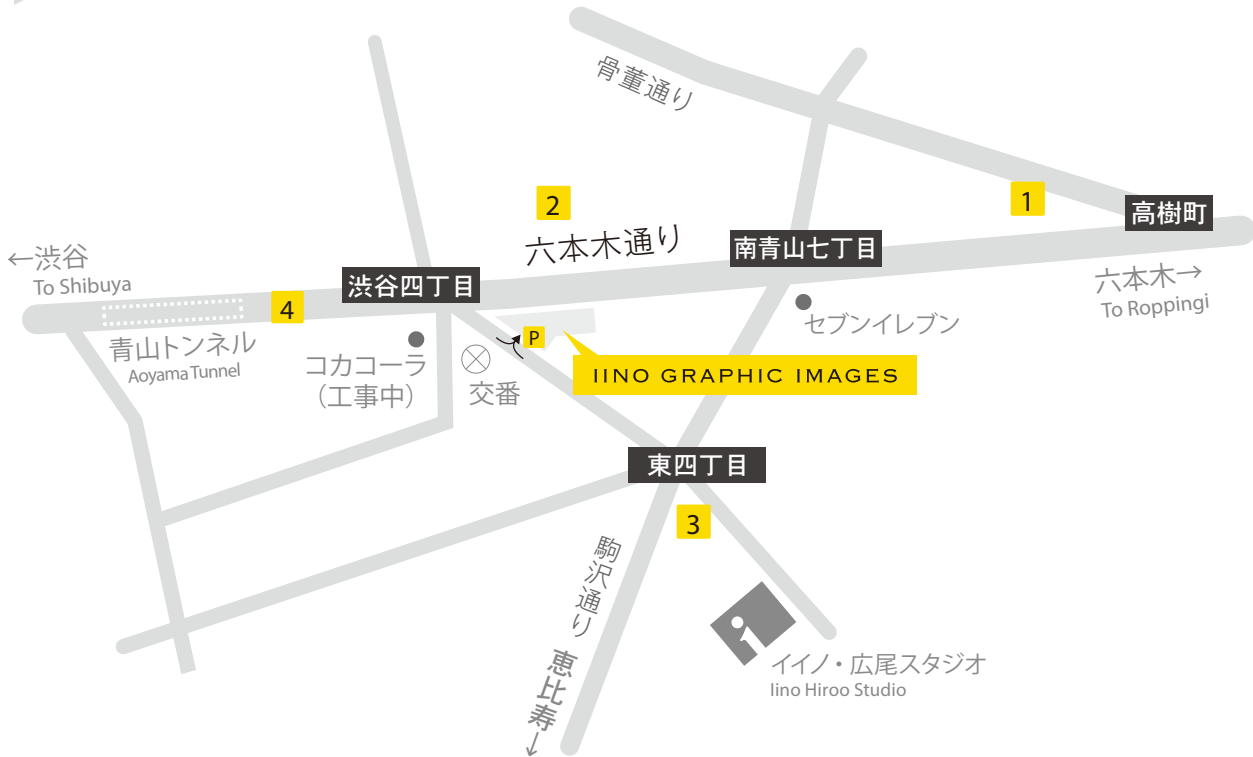 骨董通り
1
高樹町
2
六本木通り
南青山七丁目
←渋谷
To Shibuya
渋谷四丁目
六本木→
To Roppingi
4
P
セブンイレブン
青山トンネル
Aoyama Tunnel
コカコーラ
（工事中）
交番
IINO GRAPHIC IMAGES
東四丁目
3
駒沢通り
恵比寿→
イイノ・広尾スタジオ
Iino Hiroo Studio